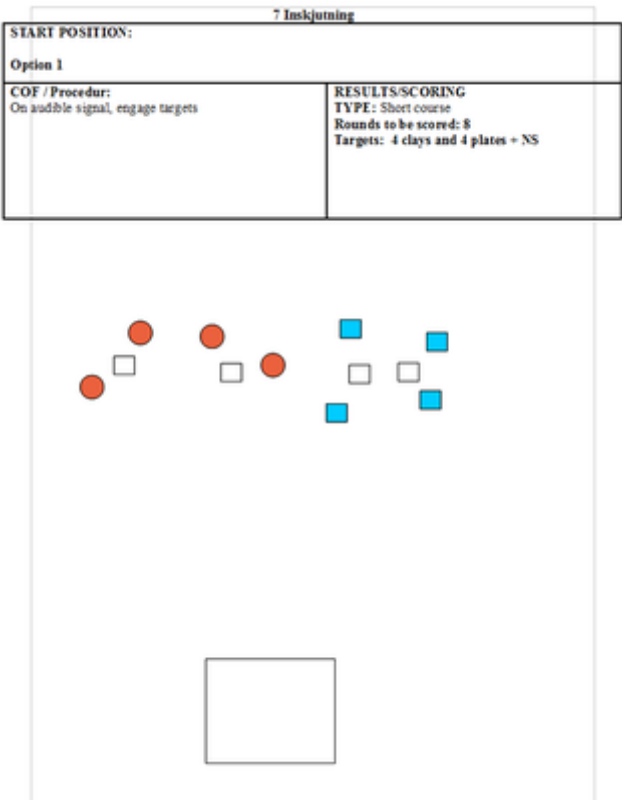 7 Inskjutning
START POSITION:
Option 1
COF / Procedur:
On audible signal, engage targets
RESULTS/SCORING
TYPE: Short course
Rounds to be scored: 8
Targets: 4 clays and 4 plates + NS